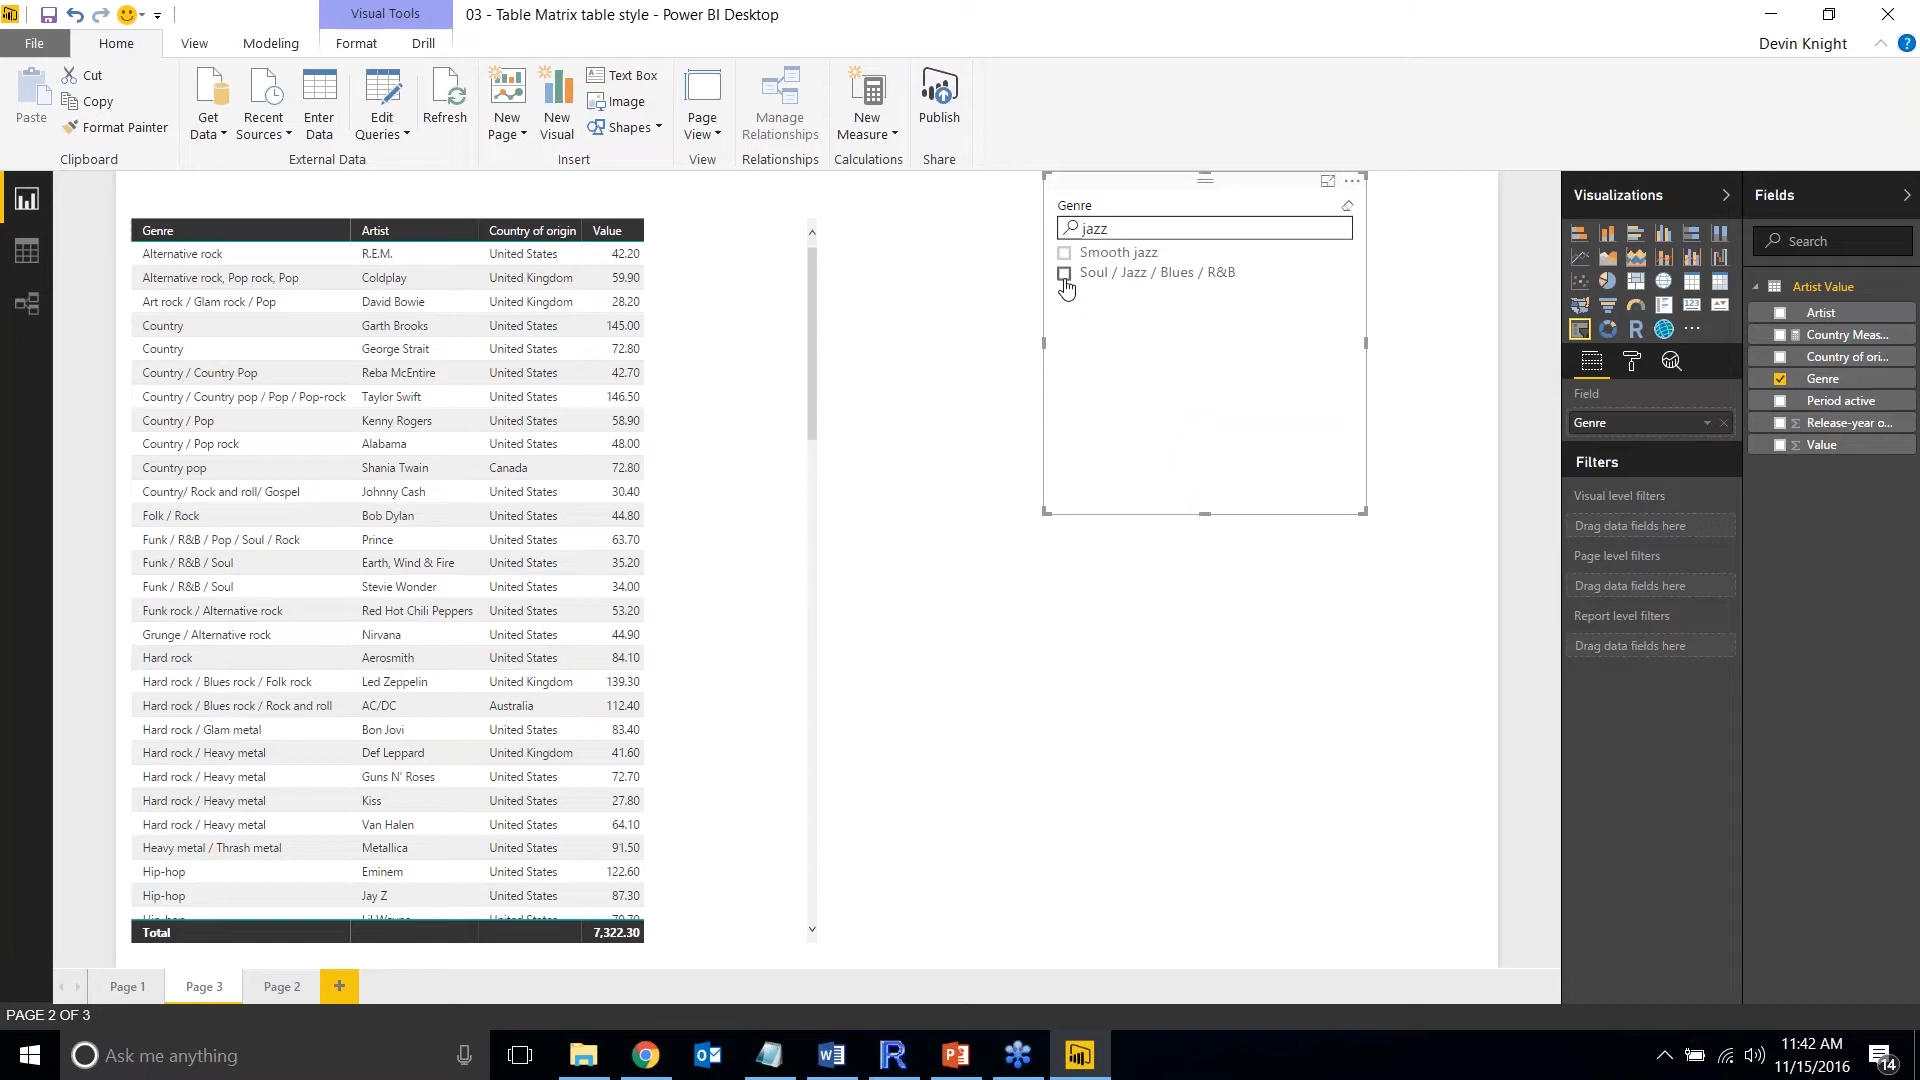 Visual Tools
03 - Table Matrix table style - Power BI Desktop
File Home View Modeling Format Drill Devin Knight
Paste
Cut
Copy
Format Painter
Get Data
Recent Sources
Enter Data
Edit Queries
Refresh
New Page
New Visual
Text Box
Image
Shapes
Page View
Manage Relationships
New Measure
Publish
Clipboard External Data Insert View Relationships Calculations Share
Genre Artist Country of origin Value
Alternative rock R.E.M. United States 42.20
Alternative rock, Pop rock, Pop Coldplay United Kingdom 59.90
Art rock / Glam rock / Pop David Bowie United Kingdom 28.20
Country Garth Brooks United States 145.00
Country George Strait United States 72.80
Country / Country Pop Reba McEntire United States 42.70
Country / Country pop / Pop / Pop-rock Taylor Swift United States 146.50
Country / Pop Kenny Rogers United States 58.90
Country / Pop rock Alabama United States 48.00
Country pop Shania Twain Canada 72.80
Country/ Rock and roll/ Gospel Johnny Cash United States 30.40
Folk / Rock Bob Dylan United States 44.80
Funk / R&B / Pop / Soul / Rock Prince United States 63.70
Funk / R&B / Soul Earth, Wind & Fire United States 35.20
Funk / R&B / Soul Stevie Wonder United States 34.00
Funk rock / Alternative rock Red Hot Chili Peppers United States 53.20
Grunge / Alternative rock Nirvana United States 44.90
Hard rock Aerosmith United States 84.10
Hard rock / Blues rock / Folk rock Led Zeppelin United Kingdom 139.30
Hard rock / Blues rock / Rock and roll AC/DC Australia 112.40
Hard rock / Glam metal Bon Jovi United States 83.40
Hard rock / Heavy metal Def Leppard United Kingdom 41.60
Hard rock / Heavy metal Guns N' Roses United States 72.70
Hard rock / Heavy metal Kiss United States 27.80
Hard rock / Heavy metal Van Halen United States 64.10
Heavy metal / Thrash metal Metallica United States 91.50
Hip-hop Eminem United States 122.60
Hip-hop Jay Z United States 87.30
Total 7,322.30
Genre
jazz
Smooth jazz
Soul / Jazz / Blues / R&B
Visualizations
123
R
Field
Genre
Filters
Visual level filters
Drag data fields here
Page level filters
Drag data fields here
Report level filters
Drag data fields here
Fields
Search
Artist Value
Artist
Country Meas...
Country of ori...
Genre
Period active
Release-year o...
Value
Page 1 Page 3 Page 2 +
PAGE 2 OF 3
Ask me anything
11:42 AM
11/15/2016
14